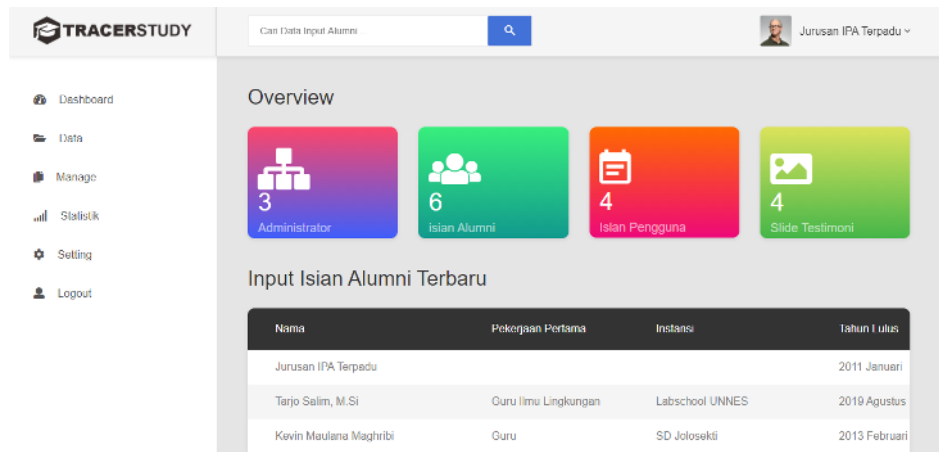 TRACERSTUDY
Cari Data Input Alumni ...
Jurusan IPA Terpadu
Dashboard
Data
Manage
Statistik
Setting
Logout
Overview
3
Administrator
6
isian Alumni
4
Isian Pengguna
4
Slide Testimoni
Input Isian Alumni Terbaru
Nama Pekerjaan Pertama Instansi Tahun Lulus
Jurusan IPA Terpadu 2011 Januari
Tarjo Salim, M.Si Guru Ilmu Lingkungan Labschool UNNES 2019 Agustus
Kevin Maulana Maghribi Guru SD Jolosekti 2013 Februari